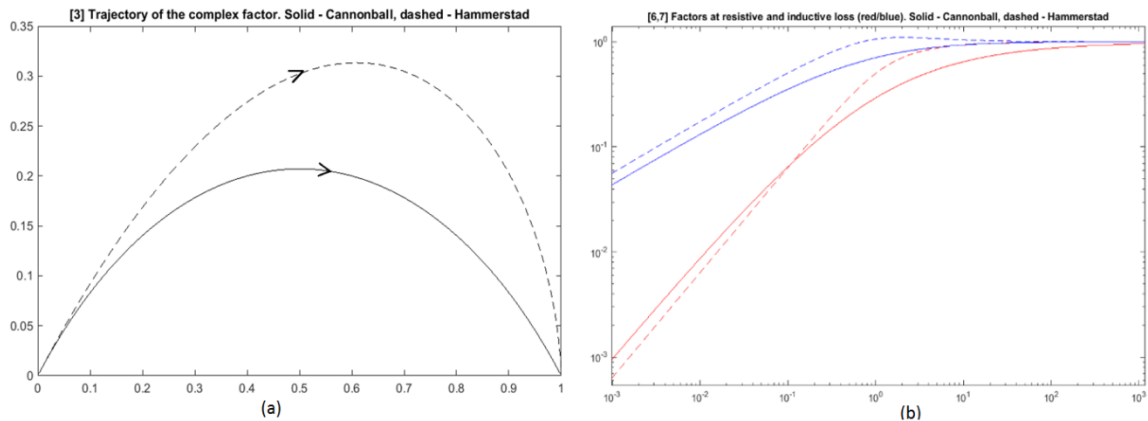 [3] Trajectory of the complex factor. Solid - Cannonball, dashed - Hammerstad
0.35
0.3
0.25
0.2
0.15
0.1
0.05
0
0 0.1 0.2 0.3 0.4 0.5 0.6 0.7 0.8 0.9 1
(a)
[6,7] Factors at resistive and inductive loss (red/blue). Solid - Cannonball, dashed - Hammerstad
10^0
10^-1
10^-2
10^-3
10^-3 10^-2 10^-1 10^0 10^1 10^2 10^3
(b)